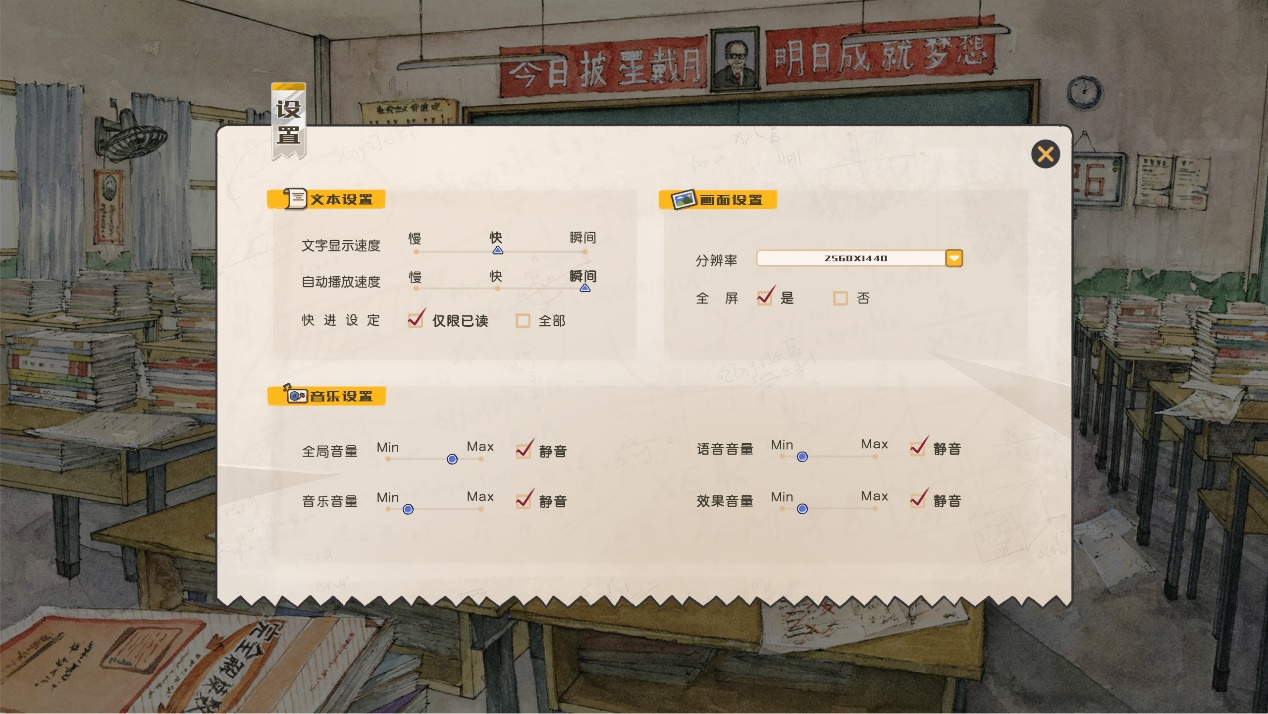 今日披星戴月
明日成就梦想
设置
26
文本设置
文字显示速度 慢 快 瞬间
自动播放速度 慢 快 瞬间
快进设定 仅限已读 全部
画面设置
分辨率 2560X1440
全屏 是 否
音乐设置
全局音量 Min Max 静音
语音音量 Min Max 静音
音乐音量 Min Max 静音
效果音量 Min Max 静音